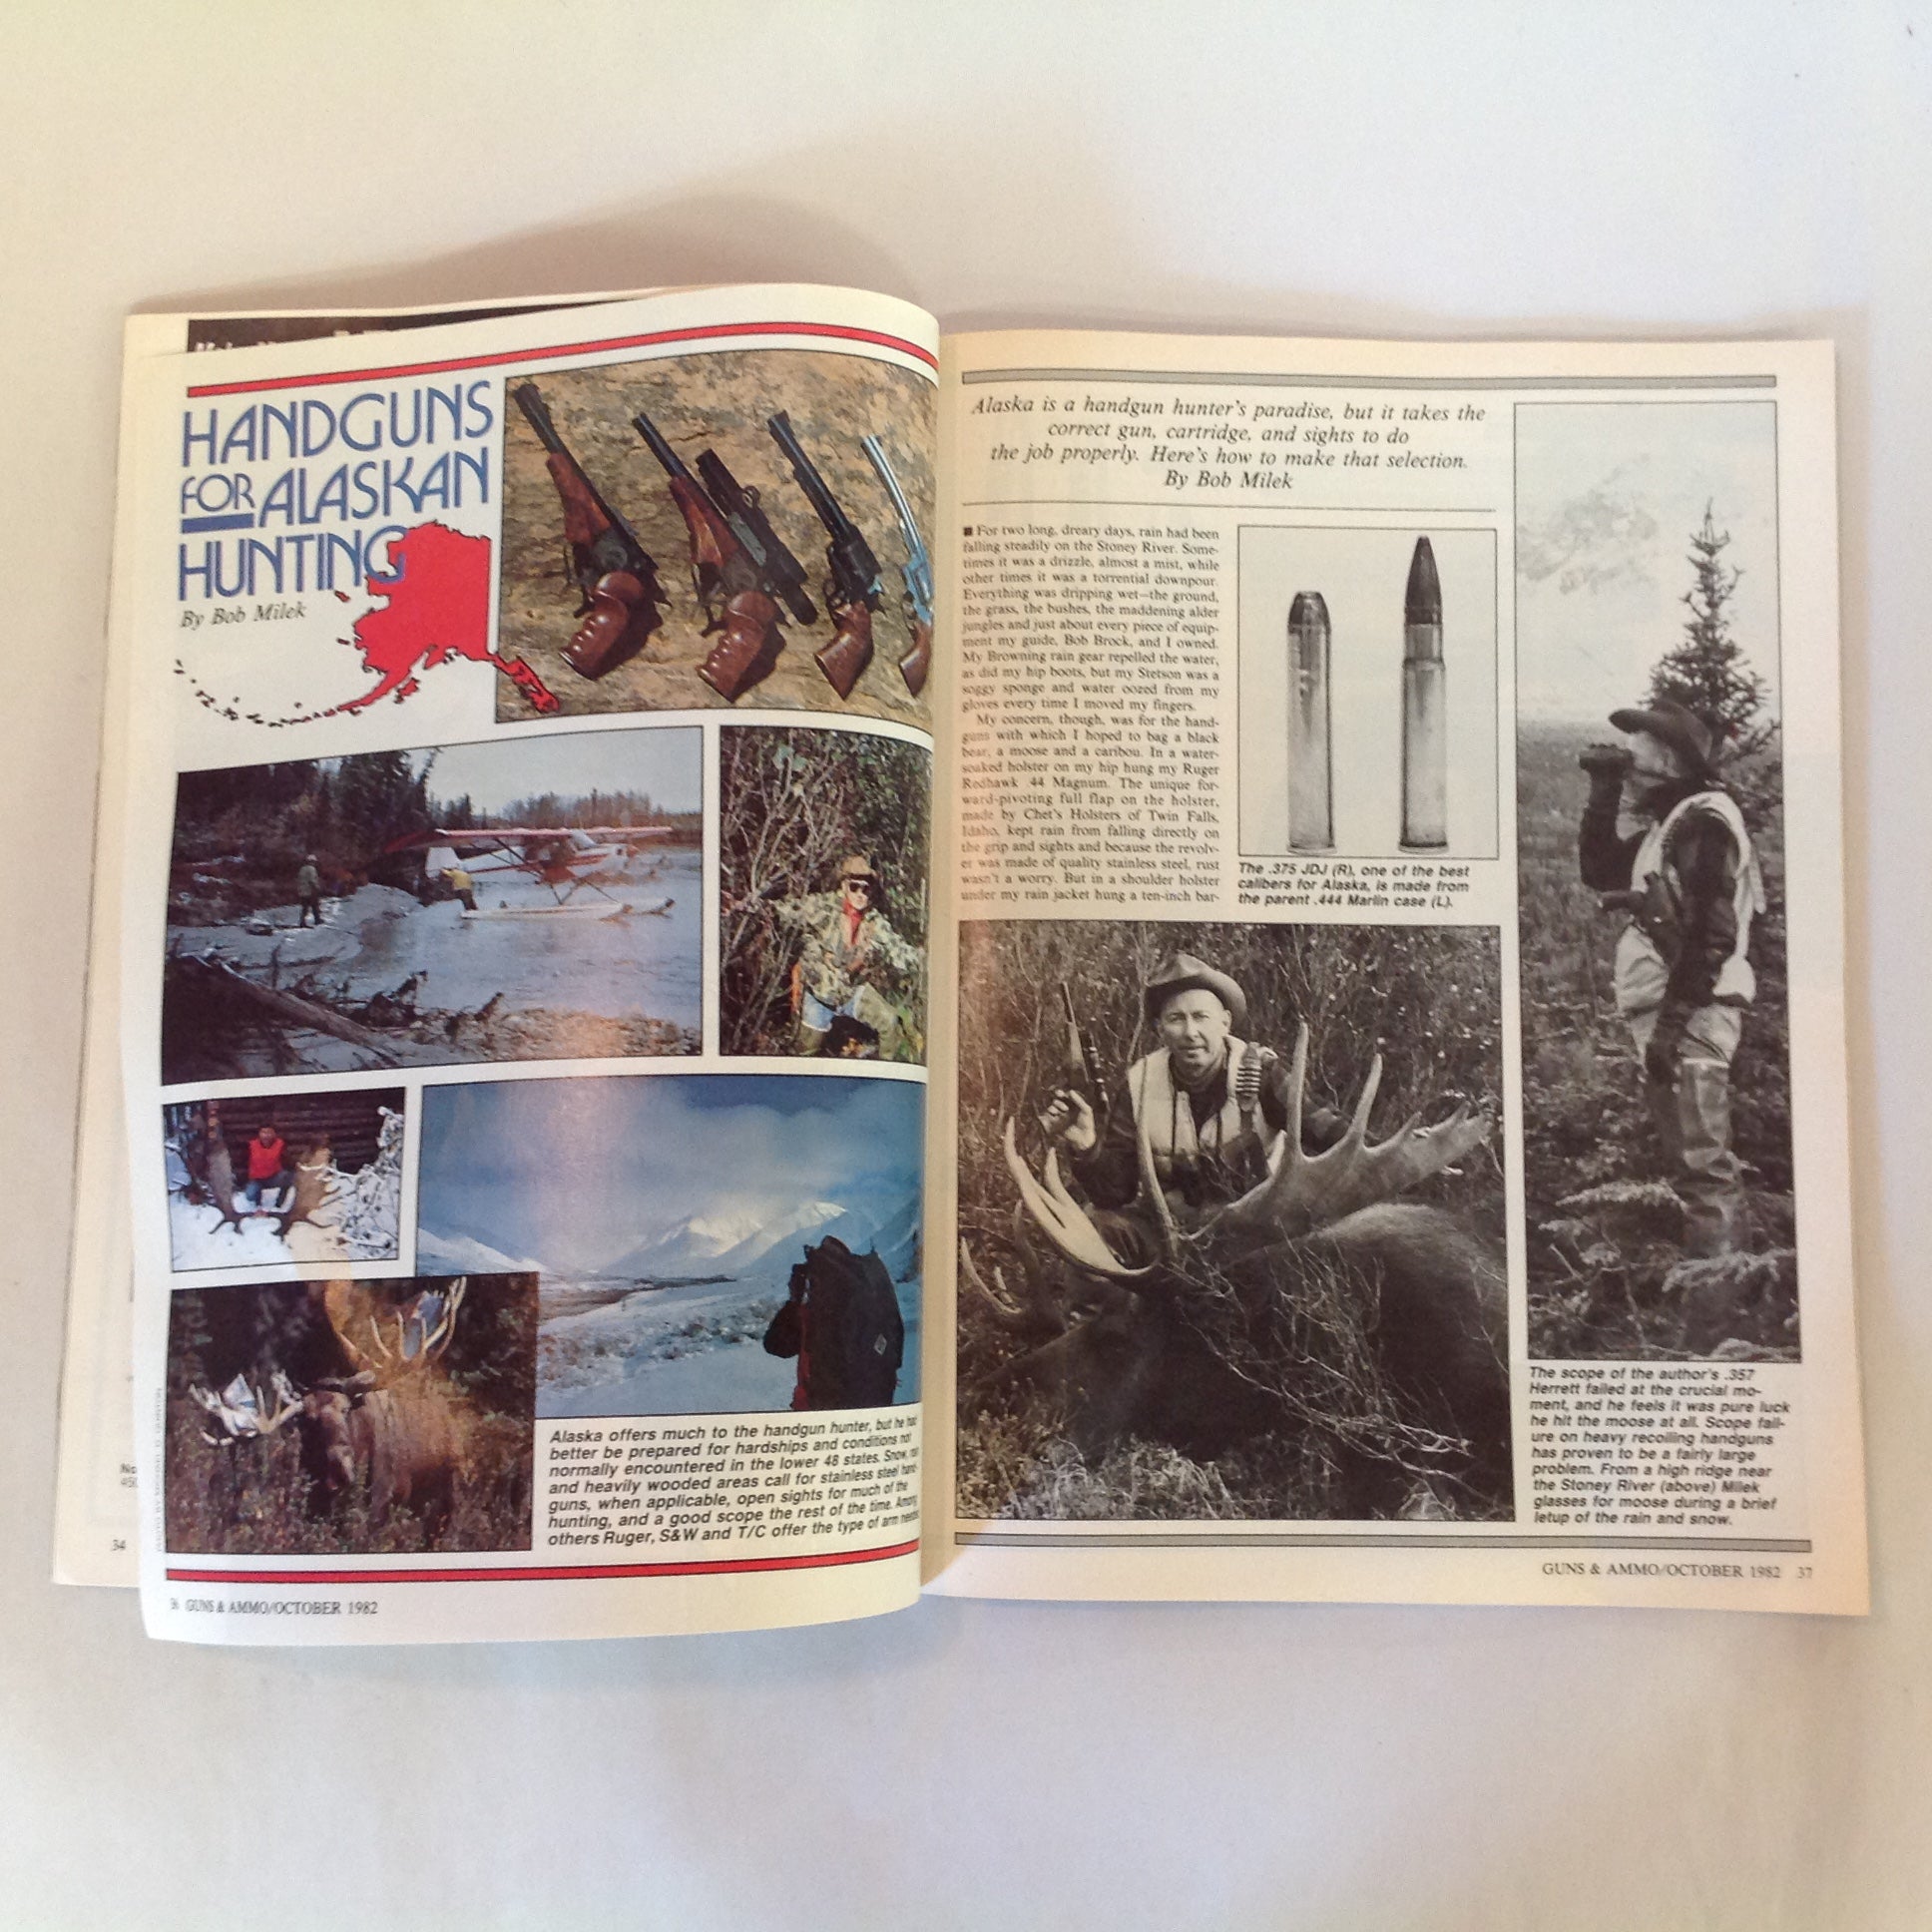 HANDGUNS
FOR ALASKAN
HUNTING
By Bob Milek
Alaska offers much to the handgun hunter, but he had
better be prepared for hardships and conditions not
normally encountered in the lower 48 states. Snow,
and heavily wooded areas call for stainless steel hand-
guns, when applicable, open sights for much of the
hunting, and a good scope the rest of the time. Among
others Ruger, S&W and T/C offer the type of arm
34
GUNS & AMMO/OCTOBER 1982
Alaska is a handgun hunter's paradise, but it takes the
correct gun, cartridge, and sights to do
the job properly. Here's how to make that selection.
By Bob Milek
■ For two long, dreary days, rain had been
falling steadily on the Stoney River. Some-
times it was a drizzle, almost a mist, while
other times it was a torrential downpour.
Everything was dripping wet—the ground,
the grass, the bushes, the maddening alder
jungles and just about every piece of equip-
ment my guide, Bob Brock, and I owned.
My Browning rain gear repelled the water,
as did my hip boots, but my Stetson was a
soggy sponge and water oozed from my
gloves every time I moved my fingers.
My concern, though, was for the hand-
guns with which I hoped to bag a black
bear, a moose and a caribou. In a water-
soaked holster on my hip hung my Ruger
Redhawk .44 Magnum. The unique for-
ward-pivoting full flap on the holster,
made by Chet's Holsters of Twin Falls,
Idaho, kept rain from falling directly on
the grip and sights and because the revolv-
er was made of quality stainless steel, rust
wasn't a worry. But in a shoulder holster
under my rain jacket hung a ten-inch bar-
The .375 JDJ (R), one of the best
calibers for Alaska, is made from
the parent .444 Marlin case (L).
The scope of the author's .357
Herrett failed at the crucial mo-
ment, and he feels it was pure luck
he hit the moose at all. Scope fail-
ure on heavy recoiling handguns
has proven to be a fairly large
problem. From a high ridge near
the Stoney River (above) Milek
glasses for moose during a brief
letup of the rain and snow.
GUNS & AMMO/OCTOBER 1982 37